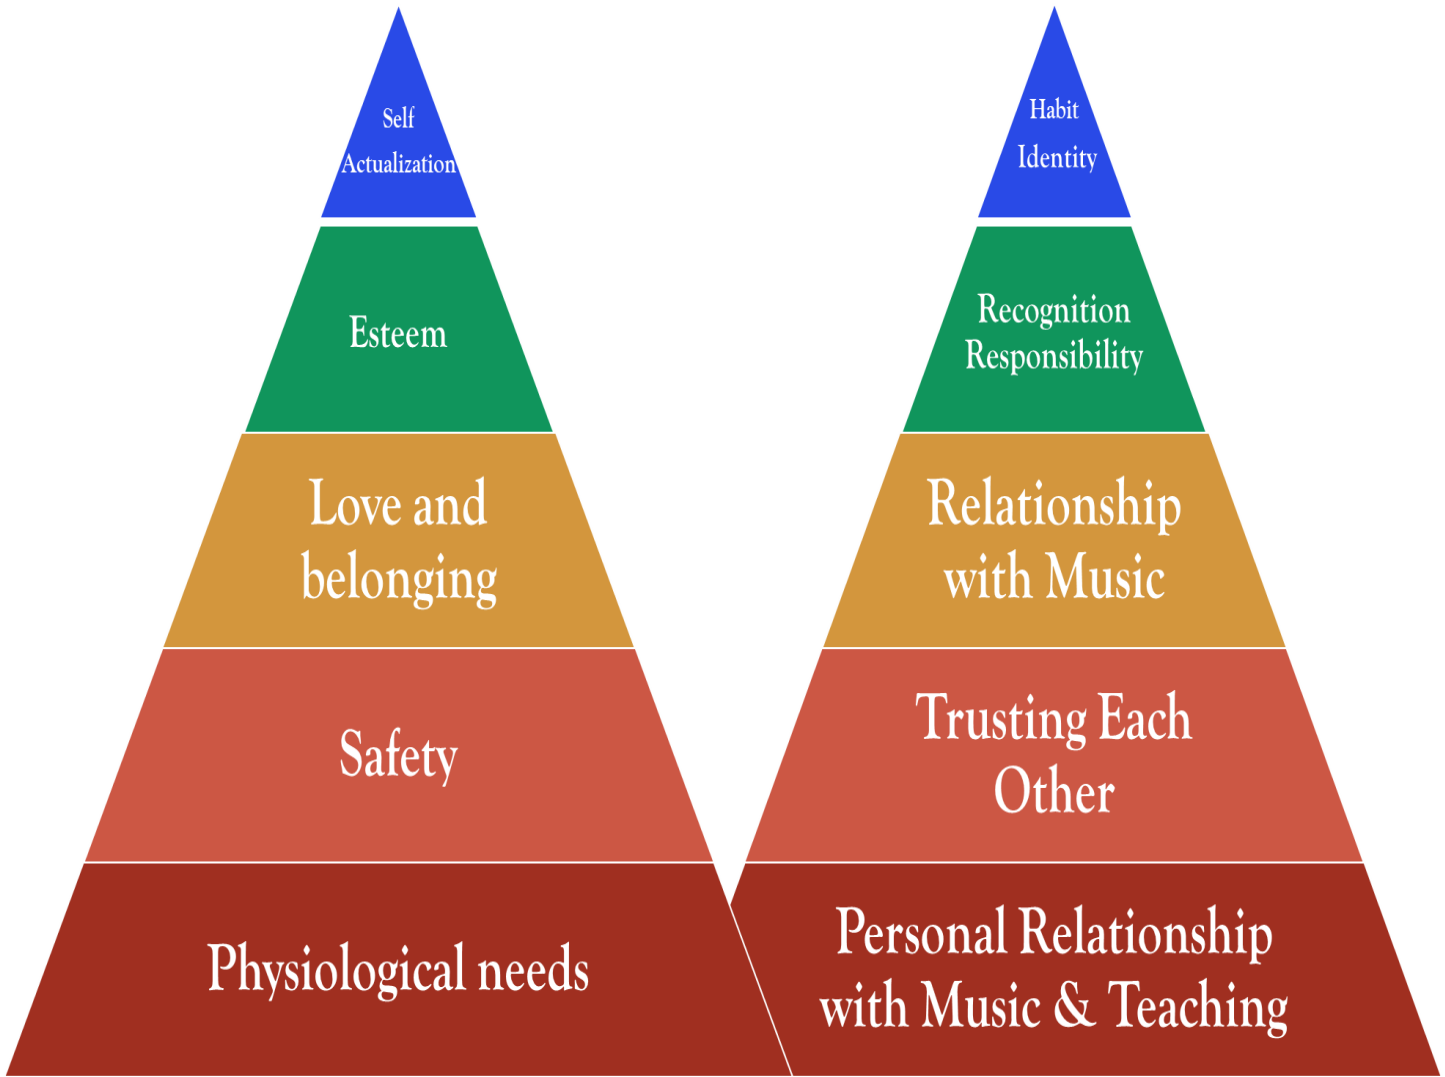 Self
Actualization
Esteem
Love and
belonging
Safety
Physiological needs
Habit
Identity
Recognition
Responsibility
Relationship
with Music
Trusting Each
Other
Personal Relationship
with Music & Teaching